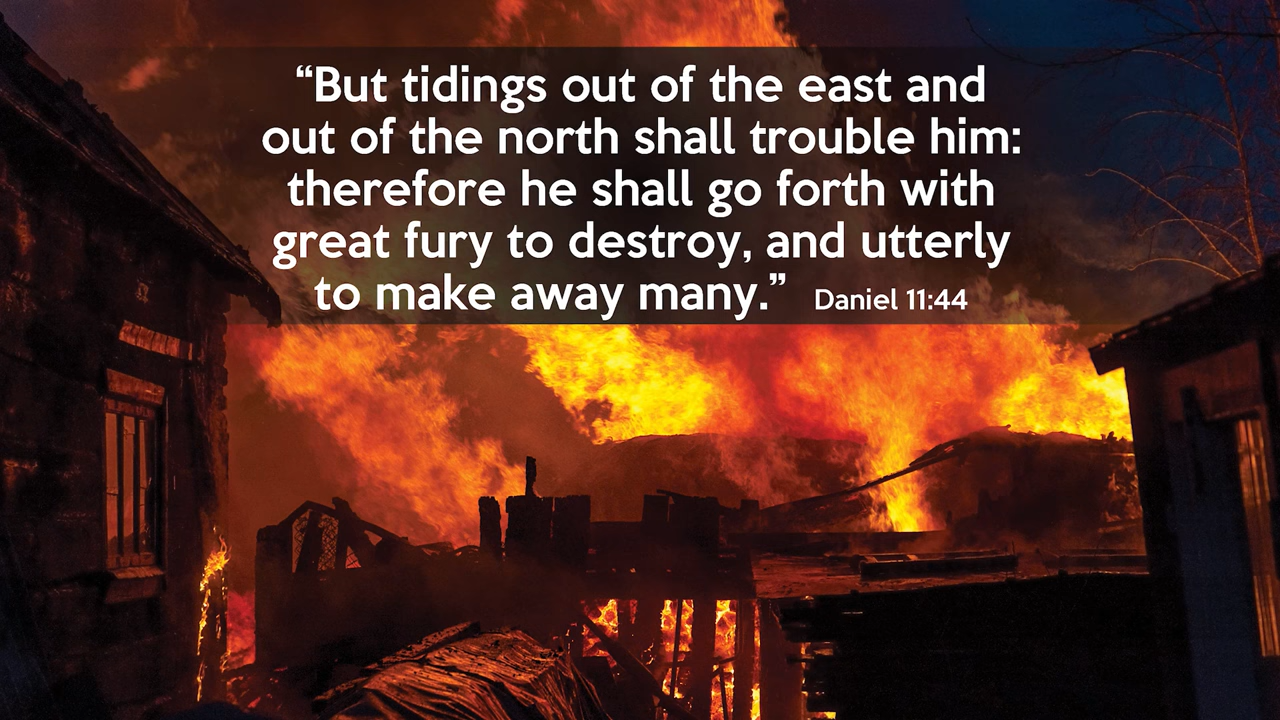 “But tidings out of the east and
out of the north shall trouble him:
therefore he shall go forth with
great fury to destroy, and utterly
to make away many.” Daniel 11:44